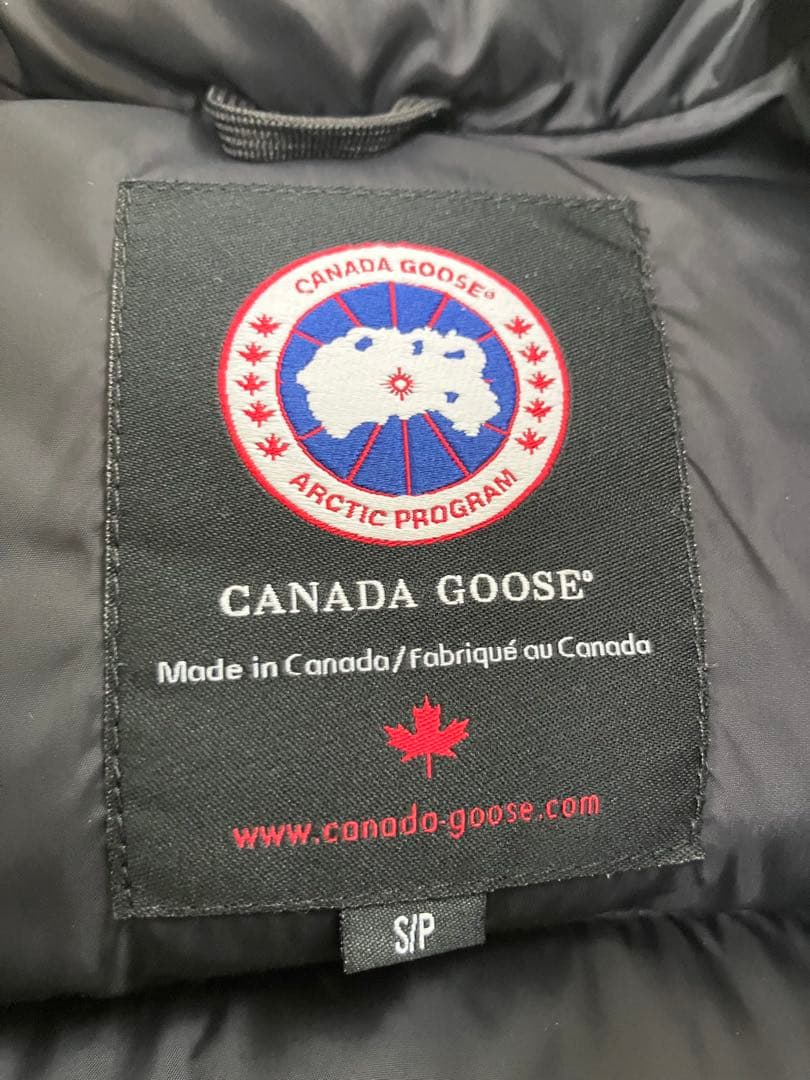 CANADA GOOSE®
ARCTIC PROGRAM
CANADA GOOSE®
Made in Canada/Fabriqué au Canada
www.canada-goose.com
S/P